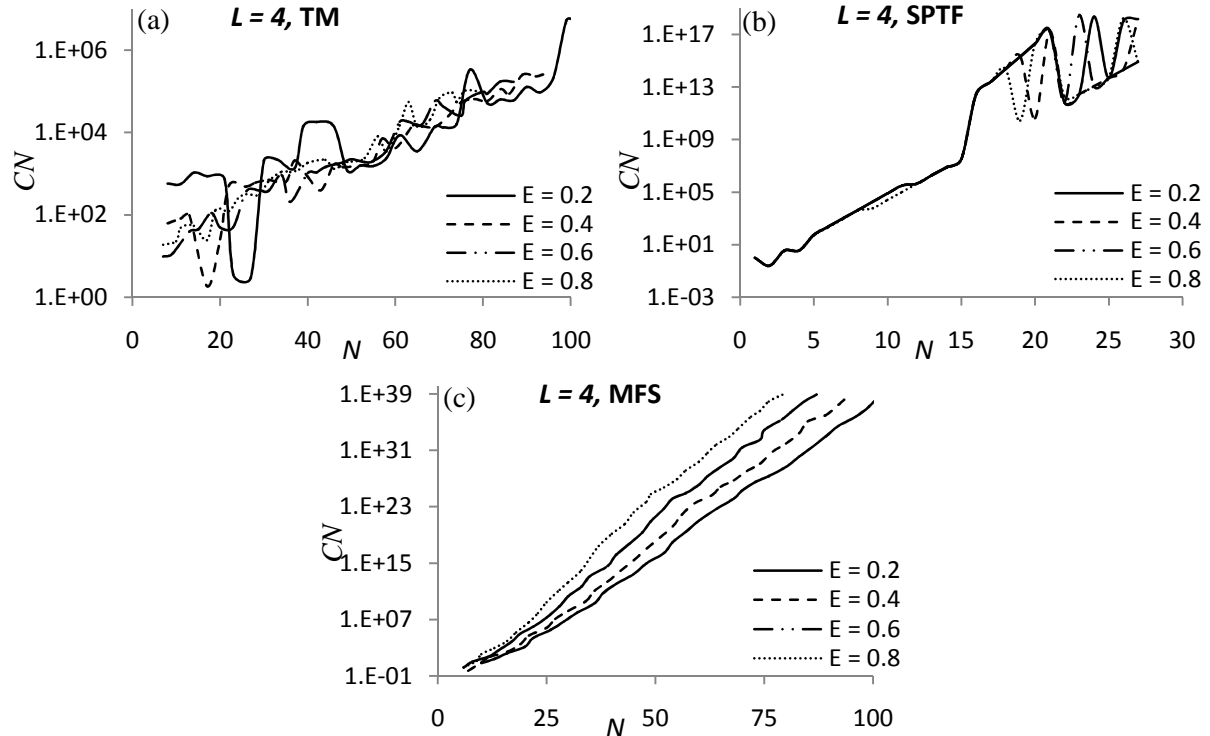 (a)
L = 4, TM
1.E+06
1.E+04
1.E+02
1.E+00
CN
0
20
40
60
80
100
N
E = 0.2
E = 0.4
E = 0.6
E = 0.8
(b)
L = 4, SPTF
1.E+17
1.E+13
1.E+09
1.E+05
1.E+01
1.E-03
CN
0
5
10
15
20
25
30
N
E = 0.2
E = 0.4
E = 0.6
E = 0.8
(c)
L = 4, MFS
1.E+39
1.E+31
1.E+23
1.E+15
1.E+07
1.E-01
CN
0
25
50
75
100
N
E = 0.2
E = 0.4
E = 0.6
E = 0.8